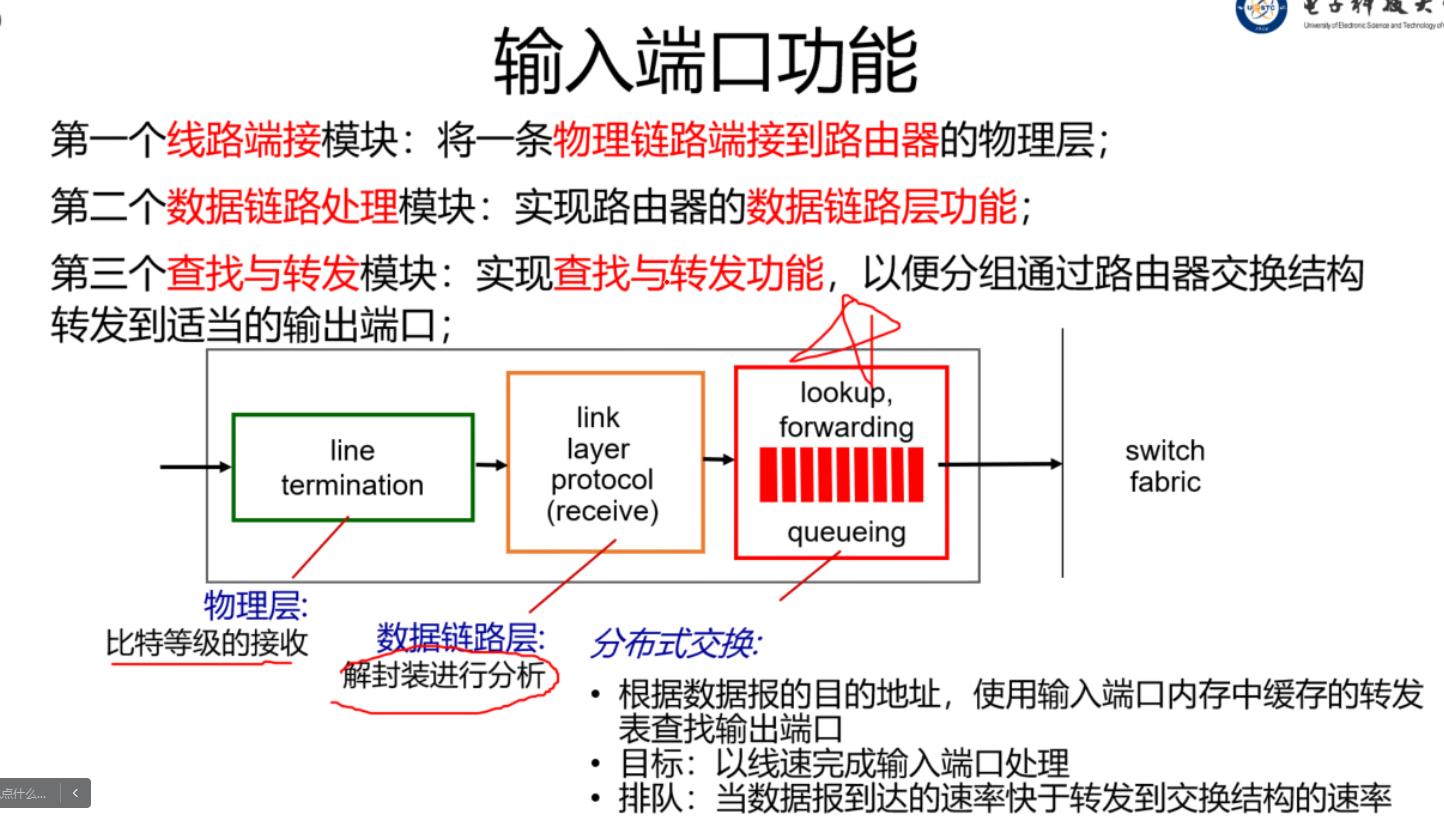 电子科技大
University of Electronic Science and Technology of
输入端口功能
第一个线路端接模块：将一条物理链路端接到路由器的物理层；
第二个数据链路处理模块：实现路由器的数据链路层功能；
第三个查找与转发模块：实现查找与转发功能，以便分组通过路由器交换结构
转发到适当的输出端口；
line
termination
link
layer
protocol
(receive)
lookup,
forwarding
queueing
switch
fabric
物理层:
比特等级的接收
数据链路层:
解封装进行分析
分布式交换:
• 根据数据报的目的地址，使用输入端口内存中缓存的转发
表查找输出端口
• 目标：以线速完成输入端口处理
• 排队：当数据报到达的速率快于转发到交换结构的速率
点什么...